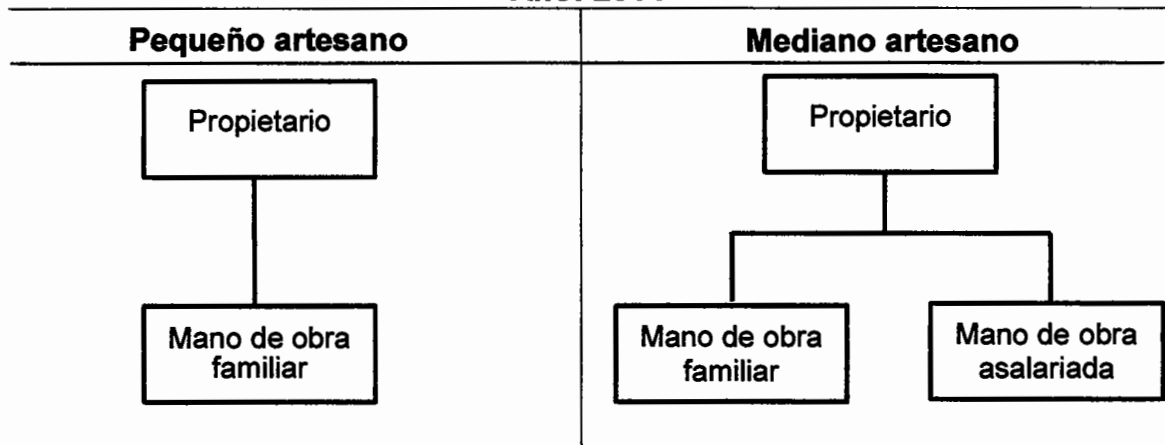 Pequeño artesano
Mediano artesano
Propietario
Mano de obra
familiar
Propietario
Mano de obra
familiar
Mano de obra
asalariada